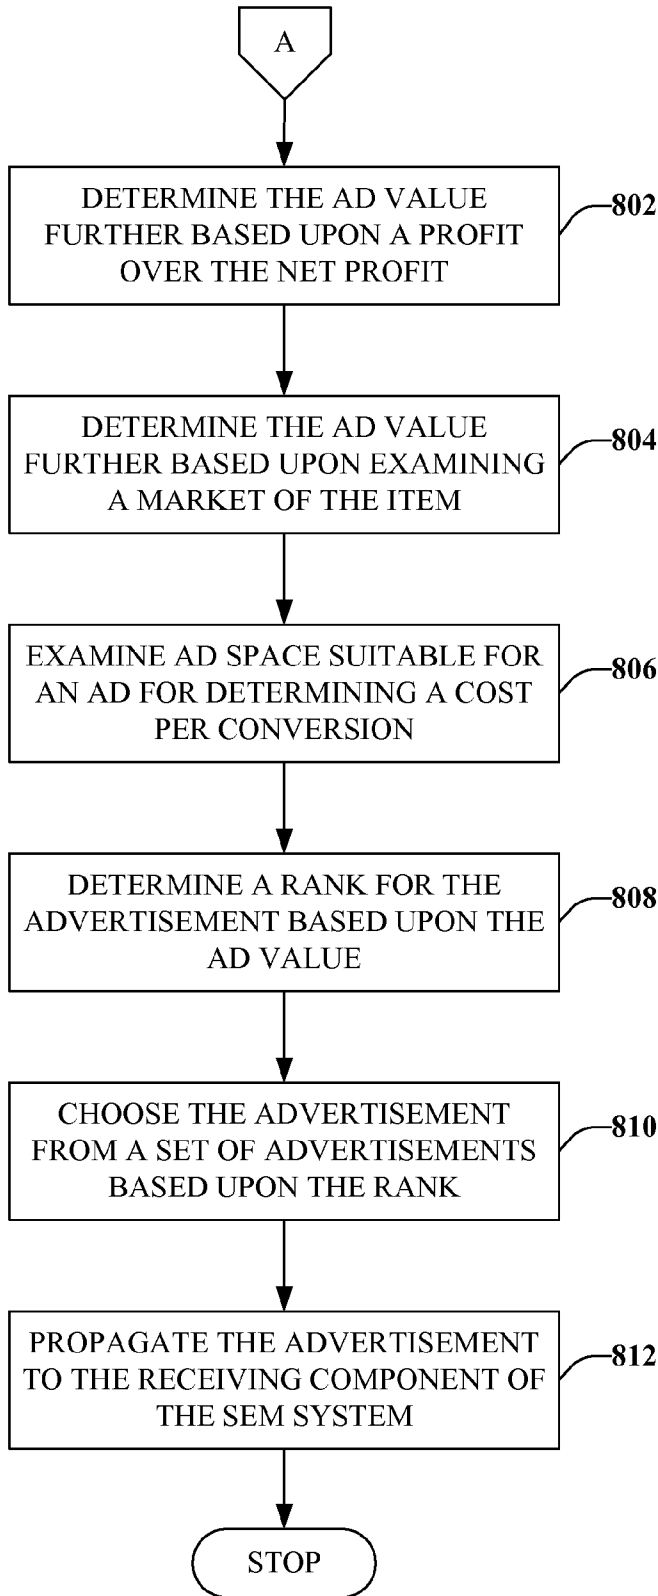 A
DETERMINE THE AD VALUE
FURTHER BASED UPON A PROFIT
OVER THE NET PROFIT
802
DETERMINE THE AD VALUE
FURTHER BASED UPON EXAMINING
A MARKET OF THE ITEM
804
EXAMINE AD SPACE SUITABLE FOR
AN AD FOR DETERMINING A COST
PER CONVERSION
806
DETERMINE A RANK FOR THE
ADVERTISEMENT BASED UPON THE
AD VALUE
808
CHOOSE THE ADVERTISEMENT
FROM A SET OF ADVERTISEMENTS
BASED UPON THE RANK
810
PROPAGATE THE ADVERTISEMENT
TO THE RECEIVING COMPONENT OF
THE SEM SYSTEM
812
STOP